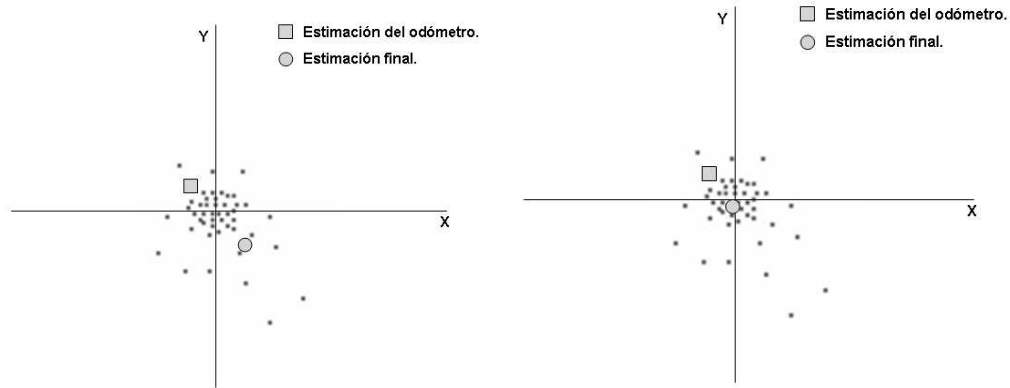 Y
Estimación del odómetro.
Estimación final.
X
Y
Estimación del odómetro.
Estimación final.
X